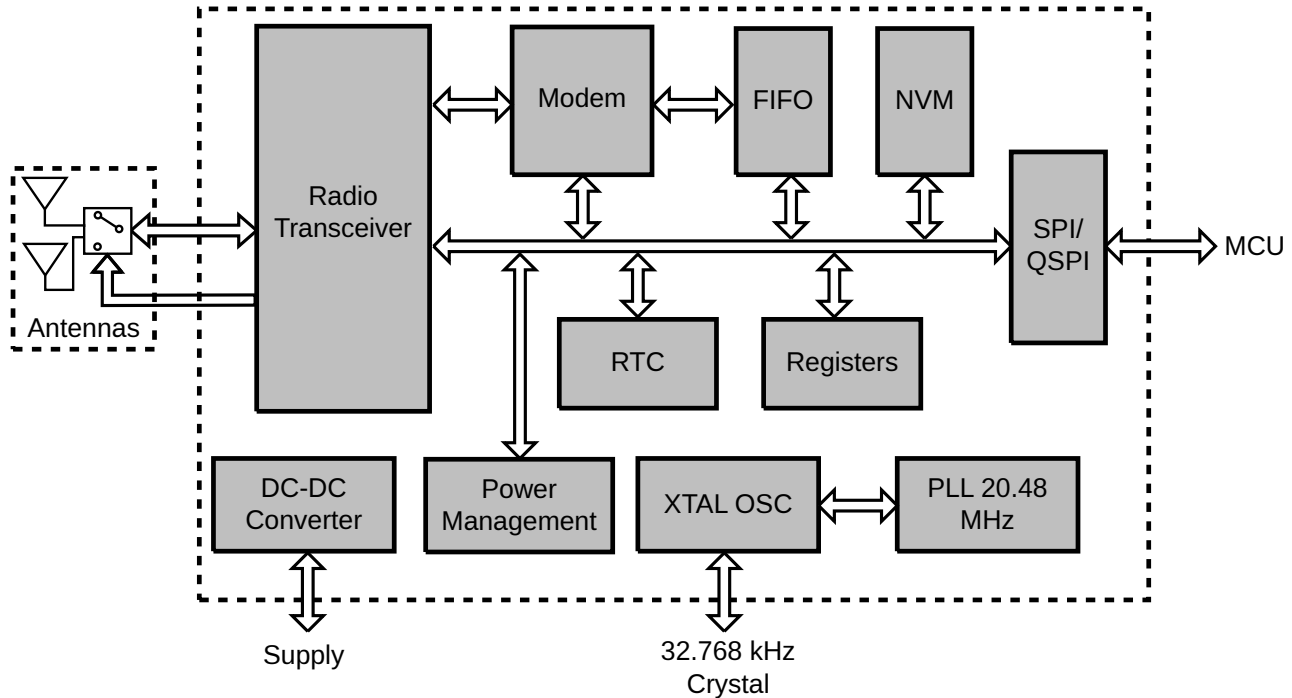 Modem
FIFO
NVM
Radio
Transceiver
SPI/
QSPI
MCU
Antennas
RTC
Registers
DC-DC
Converter
Power
Management
XTAL OSC
PLL 20.48
MHz
Supply
32.768 kHz
Crystal